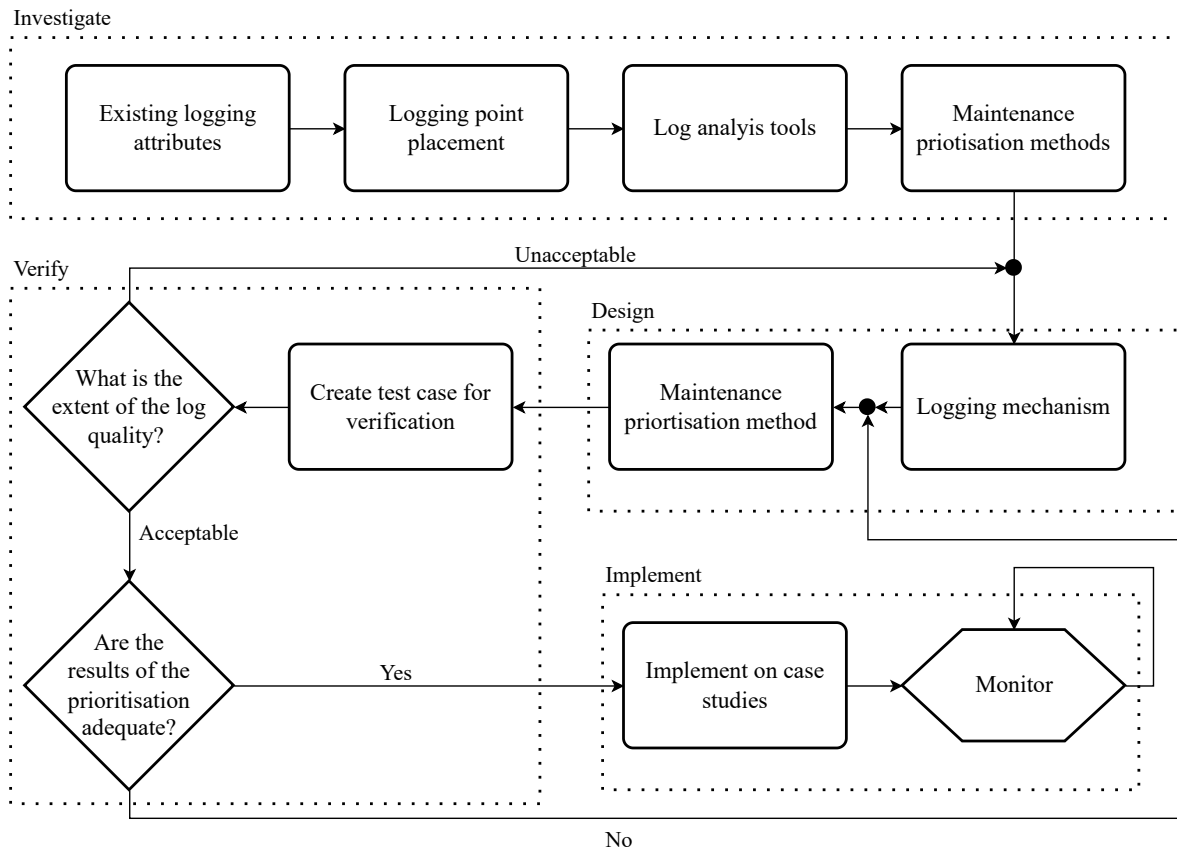 Investigate
Existing logging
attributes
Logging point
placement
Log analyis tools
Maintenance
priotisation methods
Unacceptable
Verify
Design
What is the
extent of the log
quality?
Create test case for
verification
Maintenance
priortisation method
Logging mechanism
Acceptable
Implement
Are the
results of the
prioritisation
adequate?
Yes
Implement on case
studies
Monitor
No